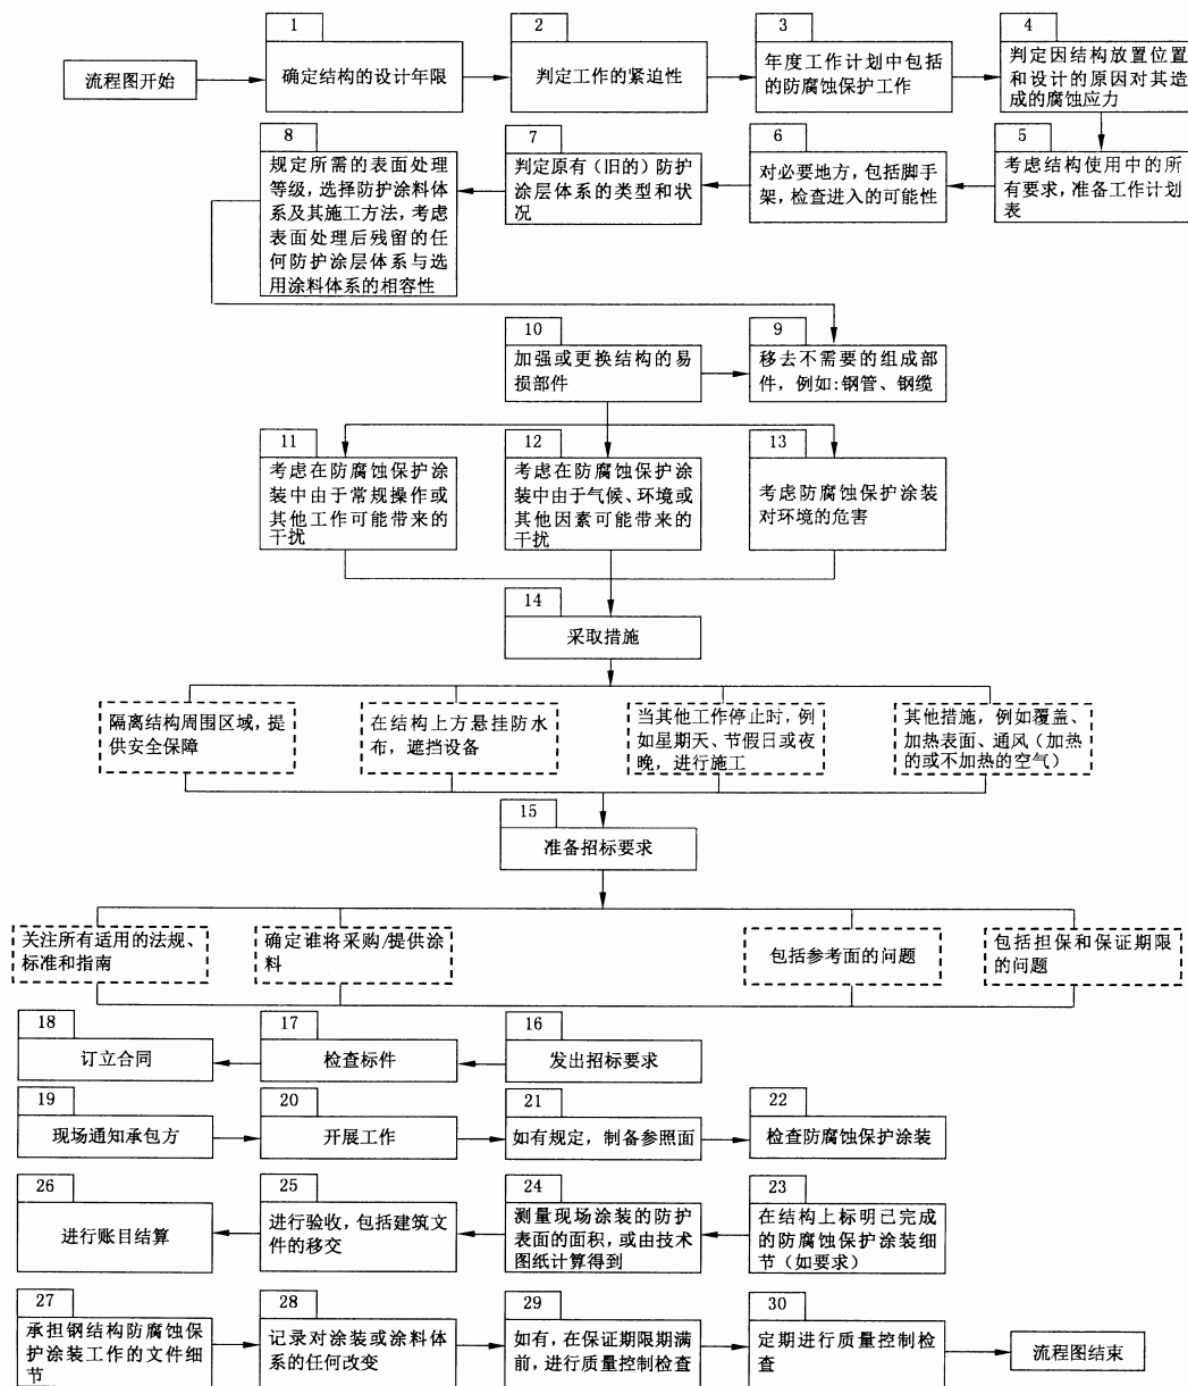 流程图开始
1
确定结构的设计年限
2
判定工作的紧迫性
3
年度工作计划中包括
的防腐蚀保护工作
4
判定因结构放置位置
和设计的原因对其造
成的腐蚀应力
5
考虑结构使用中的所
有要求，准备工作计划
表
6
对必要地方，包括脚手
架，检查进入的可能性
7
判定原有（旧的）防护
涂层体系的类型和状
况
8
规定所需的表面处理
等级，选择防护涂料体
系及其施工方法，考虑
表面处理后残留的任
何防护涂层体系与选
用涂料体系的相容性
9
移去不需要的组成部
件，例如：钢管、钢缆
10
加强或更换结构的易
损部件
11
考虑在防腐蚀保护涂
装中由于常规操作或
其他工作可能带来的
干扰
12
考虑在防腐蚀保护涂
装中由于气候、环境或
其他因素可能带来的
干扰
13
考虑防腐蚀保护涂装
对环境的危害
14
采取措施
隔离结构周围区域，提
供安全保障
在结构上方悬挂防水
布，遮挡设备
当其他工作停止时，例
如星期天、节假日或夜
晚，进行施工
其他措施，例如覆盖、
加热表面、通风（加热
的或不加热的空气）
15
准备招标要求
关注所有适用的法规、
标准和指南
确定谁将采购/提供涂
料
包括参考面的问题
包括担保和保证期限
的问题
16
发出招标要求
17
检查标件
18
订立合同
19
现场通知承包方
20
开展工作
21
如有规定，制备参照面
22
检查防腐蚀保护涂装
23
在结构上标明已完成
的防腐蚀保护涂装细
节（如要求）
24
测量现场涂装的防护
表面的面积，或由技术
图纸计算得到
25
进行验收，包括建筑文
件的移交
26
进行账目结算
27
承担钢结构防腐蚀保
护涂装工作的文件细
节
28
记录对涂装或涂料体
系的任何改变
29
如有，在保证期限期满
前，进行质量控制检查
30
定期进行质量控制检
查
流程图结束